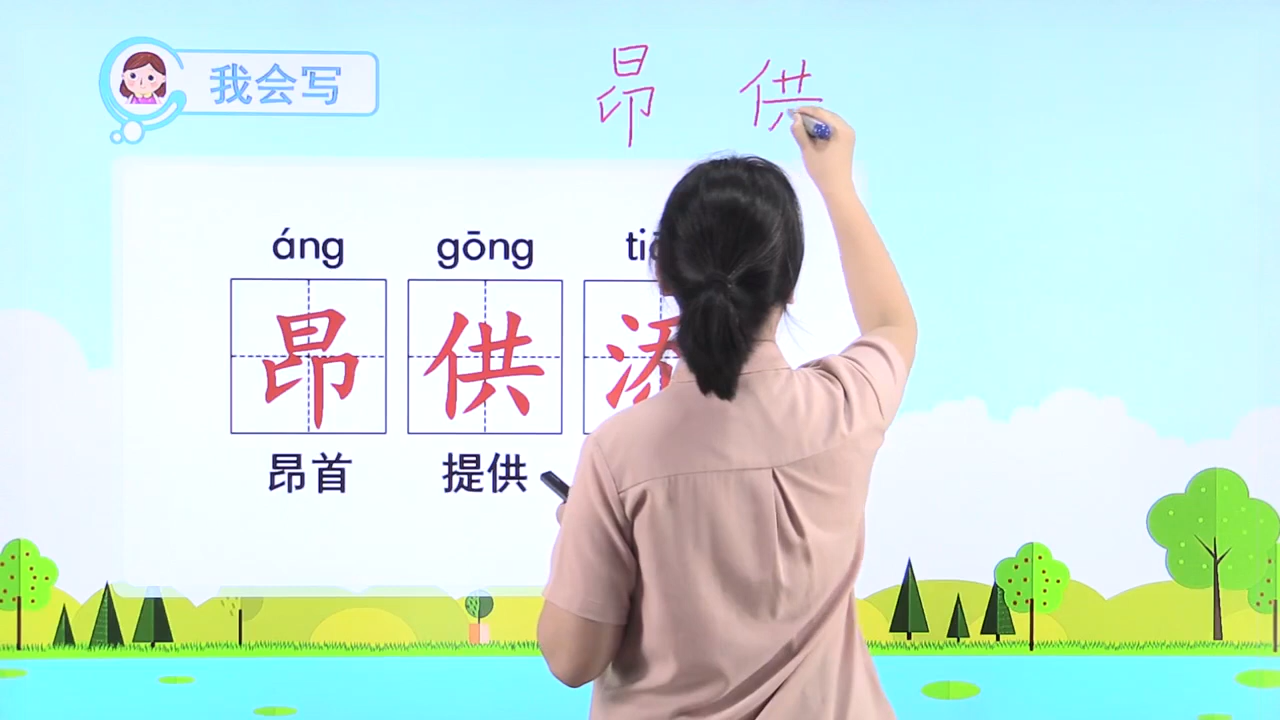 我会写
昂 供
áng gōng
昂 供
昂首 提供